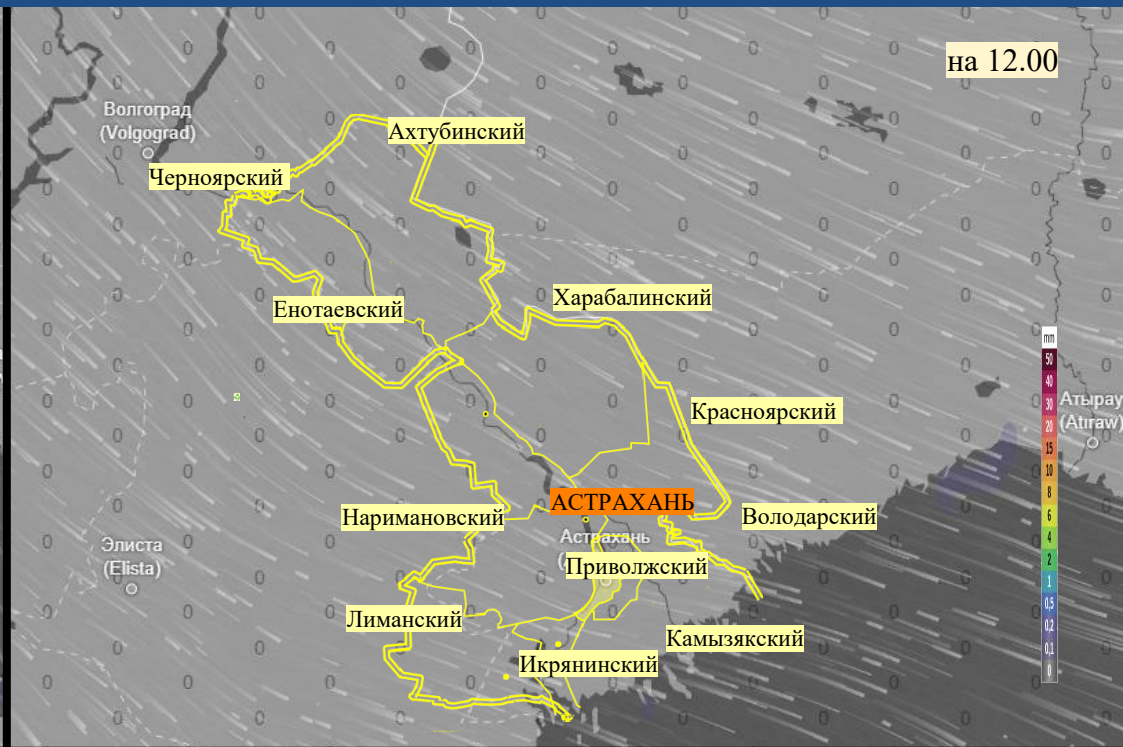 на 12.00
Волгоград
(Volgograd)
Ахтубинский
Черноярский
Енотаевский
Харабалинский
mm
50
40
30
20
15
10
8
6
4
2
1
0,5
0,2
0,1
0
Атырау
(Atıraw)
Красноярский
АСТРАХАНЬ
Наримановский
Володарский
Элиста
(Elista)
Астрахань
Приволжский
Лиманский
Камызякский
Икрянинский